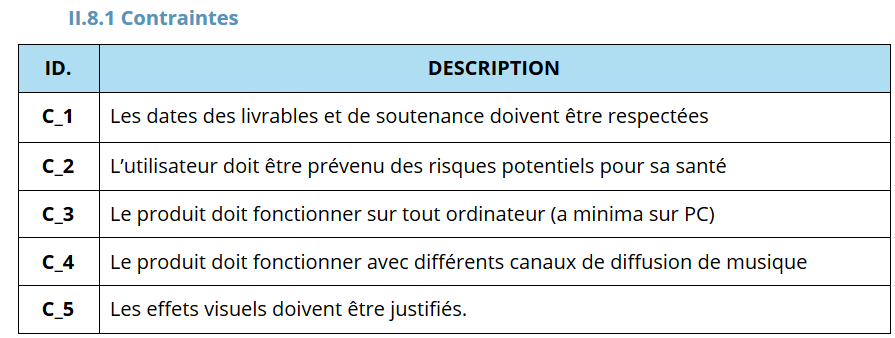 II.8.1 Contraintes
ID. DESCRIPTION
C_1 Les dates des livrables et de soutenance doivent être respectées
C_2 L’utilisateur doit être prévenu des risques potentiels pour sa santé
C_3 Le produit doit fonctionner sur tout ordinateur (a minima sur PC)
C_4 Le produit doit fonctionner avec différents canaux de diffusion de musique
C_5 Les effets visuels doivent être justifiés.